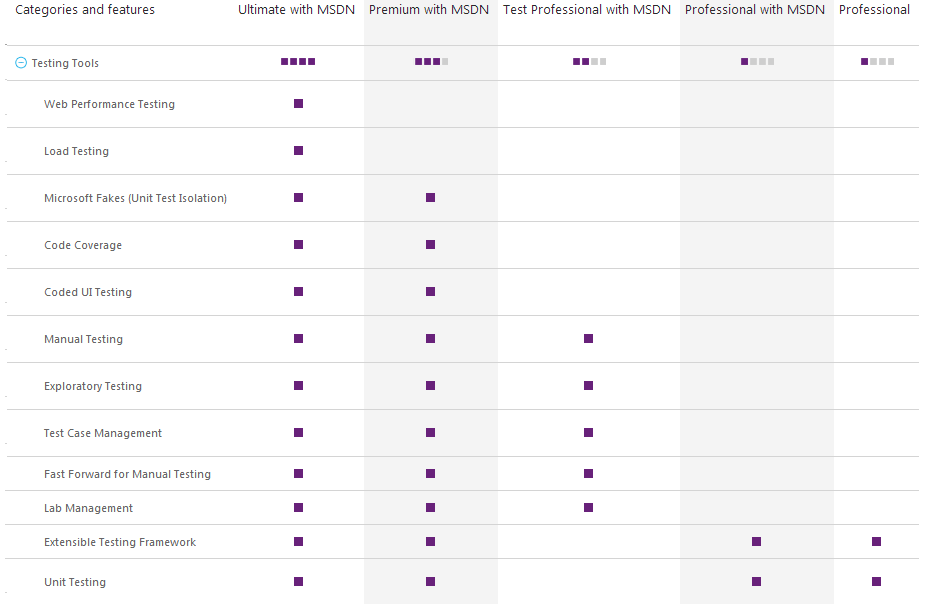 Categories and features Ultimate with MSDN Premium with MSDN Test Professional with MSDN Professional with MSDN Professional
Testing Tools
Web Performance Testing
Load Testing
Microsoft Fakes (Unit Test Isolation)
Code Coverage
Coded UI Testing
Manual Testing
Exploratory Testing
Test Case Management
Fast Forward for Manual Testing
Lab Management
Extensible Testing Framework
Unit Testing